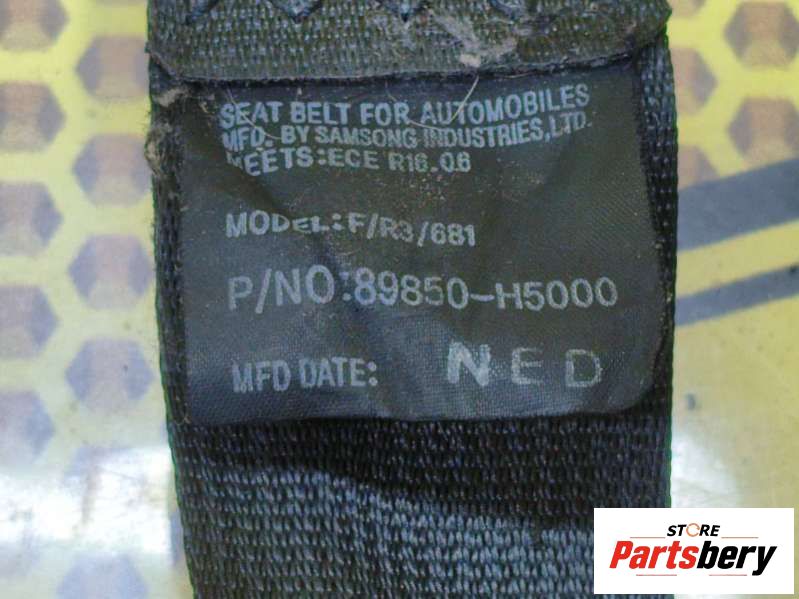 SEAT BELT FOR AUTOMOBILES
MFD. BY SAMSONG INDUSTRIES,LTD.
MEETS:ECE R16.06
MODEL:F/R3/681
P/NO:89850-H5000
MFD DATE: NED
STORE
Partsbery